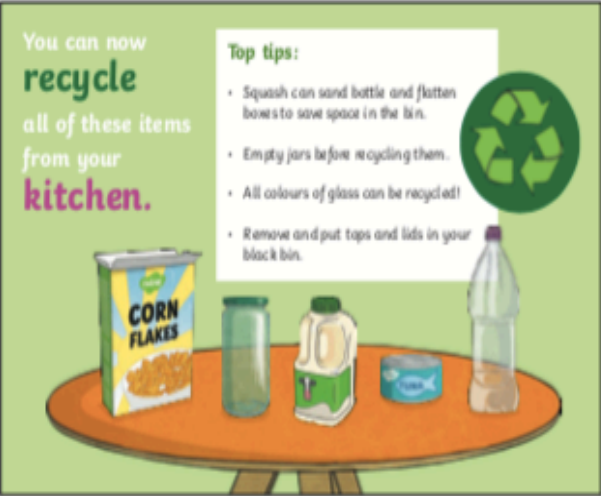 You can now
recycle
all of these items
from your
kitchen.
Top tips:
• Squash can sand bottle and flatten
boxes to save space in the bin.
• Empty jars before recycling them.
• All colours of glass can be recycled!
• Remove and put tops and lids in your
black bin.
CORN
FLAKES
TUNA